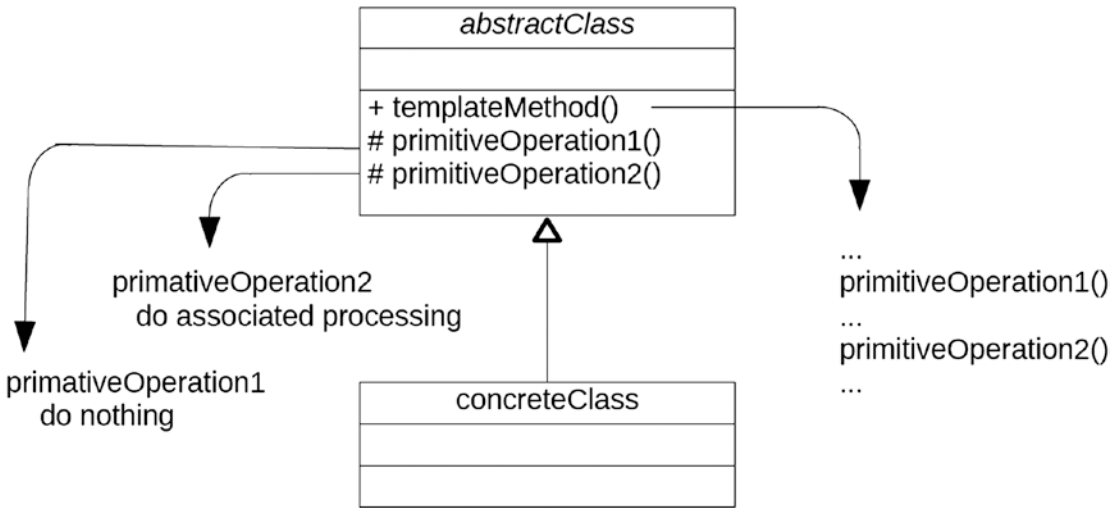 abstractClass
+ templateMethod()
# primitiveOperation1()
# primitiveOperation2()
primativeOperation2
do associated processing
primativeOperation1
do nothing
...
primitiveOperation1()
...
primitiveOperation2()
...
concreteClass